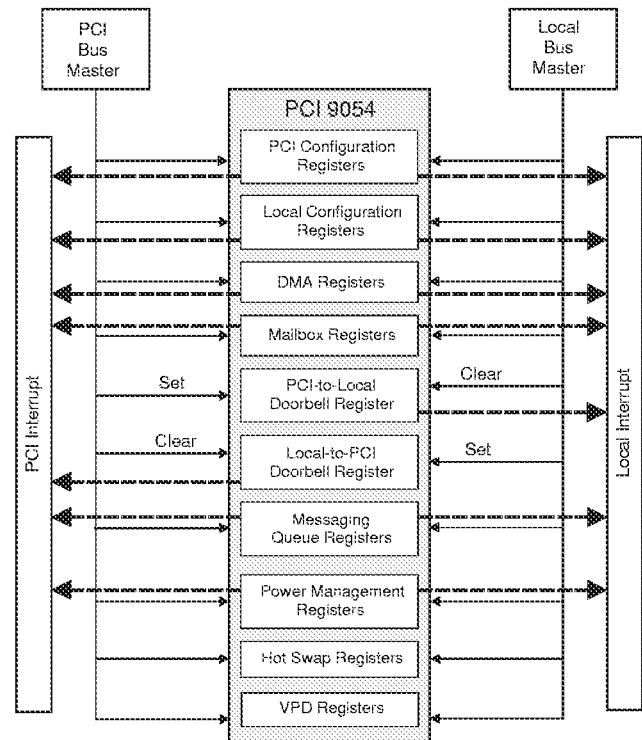 PCI
Bus
Master
Local
Bus
Master
PCI 9054
PCI Configuration
Registers
Local Configuration
Registers
DMA Registers
Mailbox Registers
Set
PCI-to-Local
Doorbell Register
Clear
Clear
Local-to-PCI
Doorbell Register
Set
Messaging
Queue Registers
Power Management
Registers
Hot Swap Registers
VPD Registers
PCI Interrupt
Local Interrupt